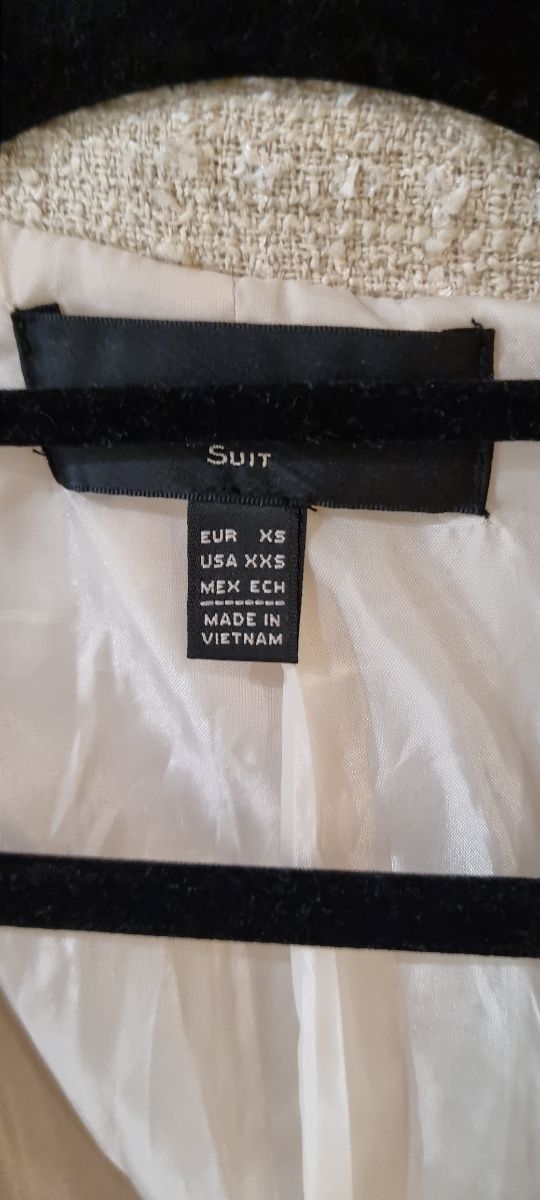 SUIT
EUR XS
USA XXS
MEX ECH
MADE IN
VIETNAM